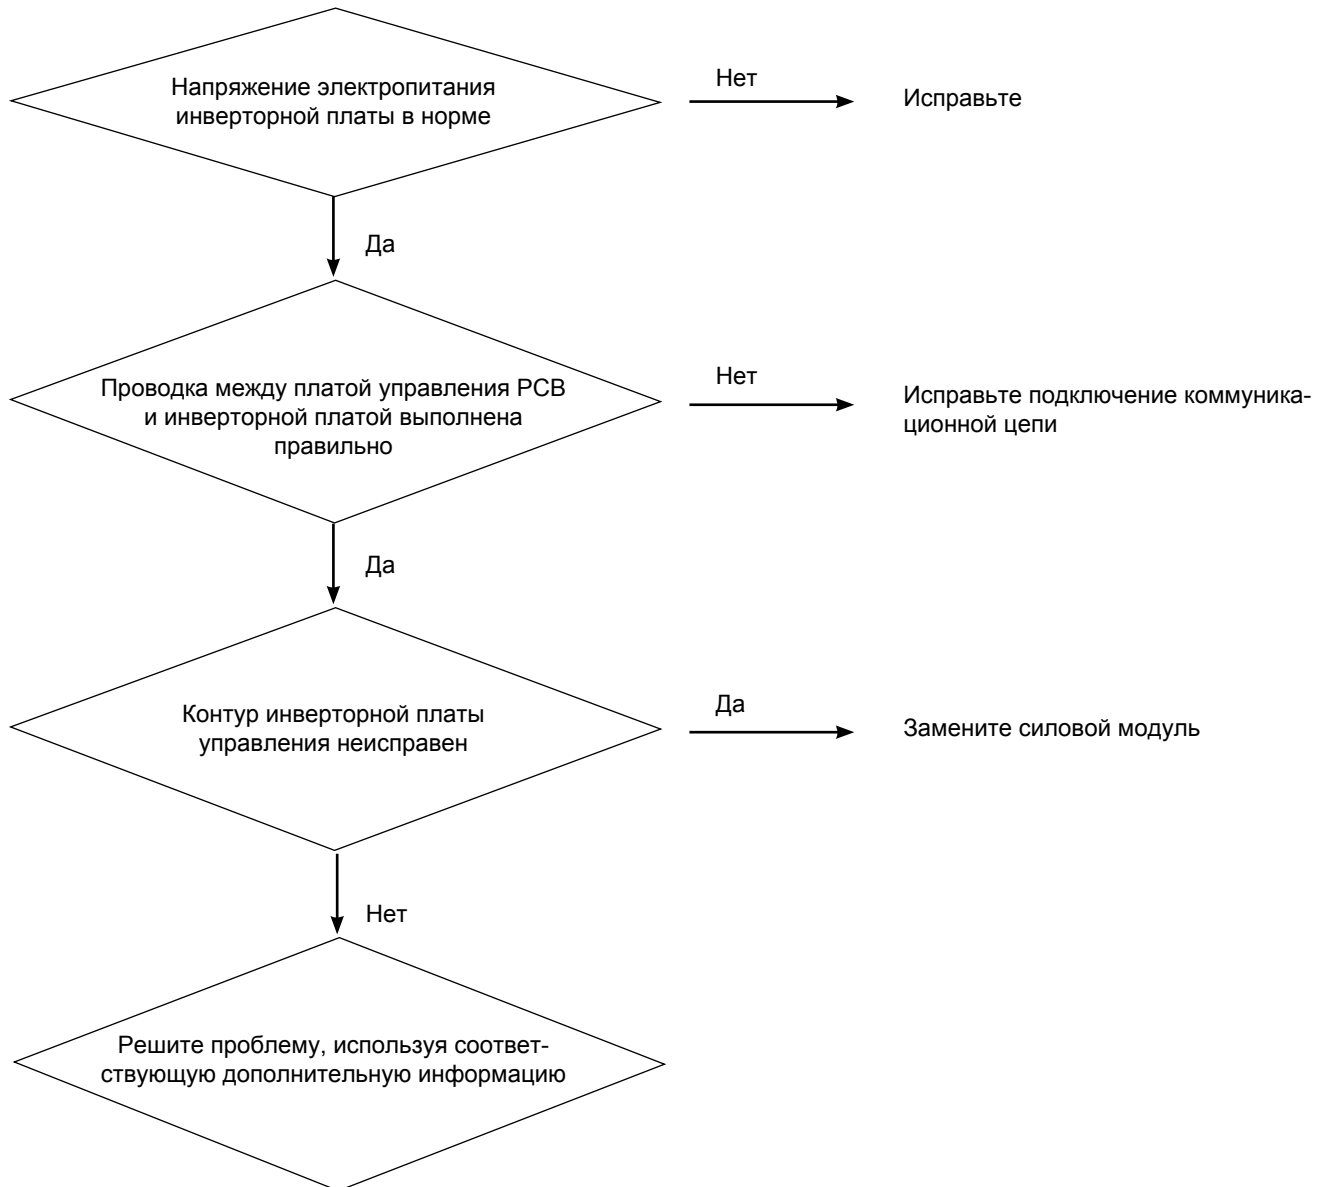 Напряжение электропитания
инверторной платы в норме
Нет
Исправьте
Да
Проводка между платой управления PCB
и инверторной платой выполнена
правильно
Нет
Исправьте подключение коммуника-
ционной цепи
Да
Контур инверторной платы
управления неисправен
Да
Замените силовой модуль
Нет
Решите проблему, используя соответ-
ствующую дополнительную информацию